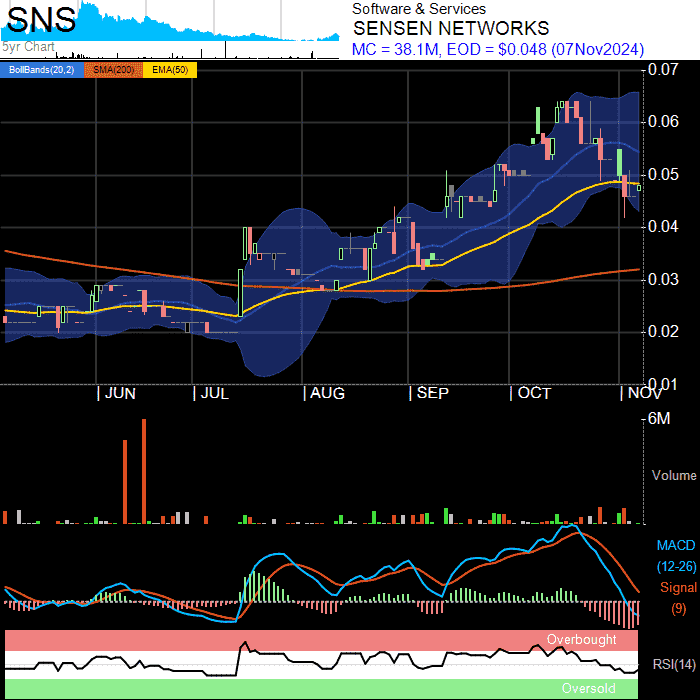 SNS
5yr Chart
Software & Services
SENSEN NETWORKS
MC = 38.1M, EOD = $0.048 (07Nov2024)
BollBands(20,2) SMA(200) EMA(50)
0.07
0.06
0.05
0.04
0.03
0.02
0.01
JUN JUL AUG SEP OCT NOV
6M
Volume
MACD
(12-26)
Signal
(9)
Overbought
RSI(14)
Oversold